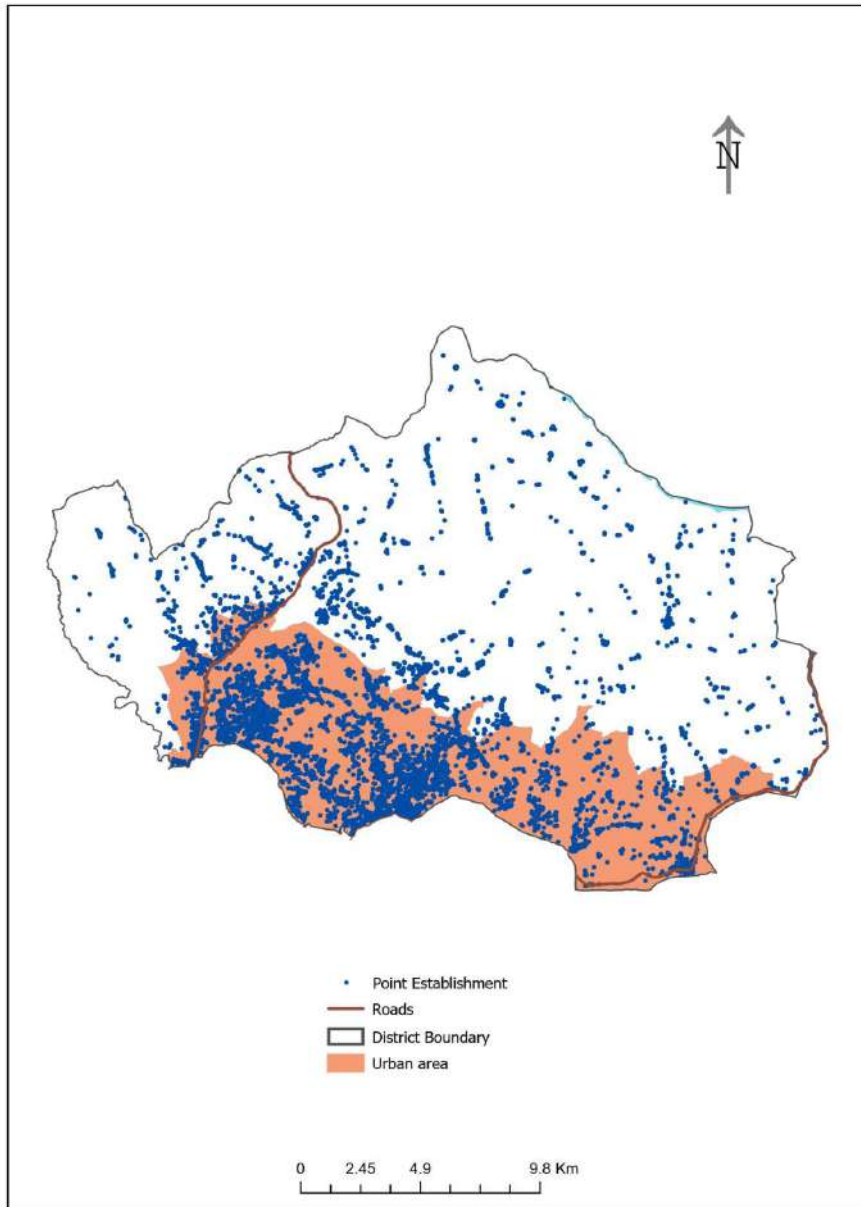 N
Point Establishment
Roads
District Boundary
Urban area
0 2.45 4.9 9.8 Km